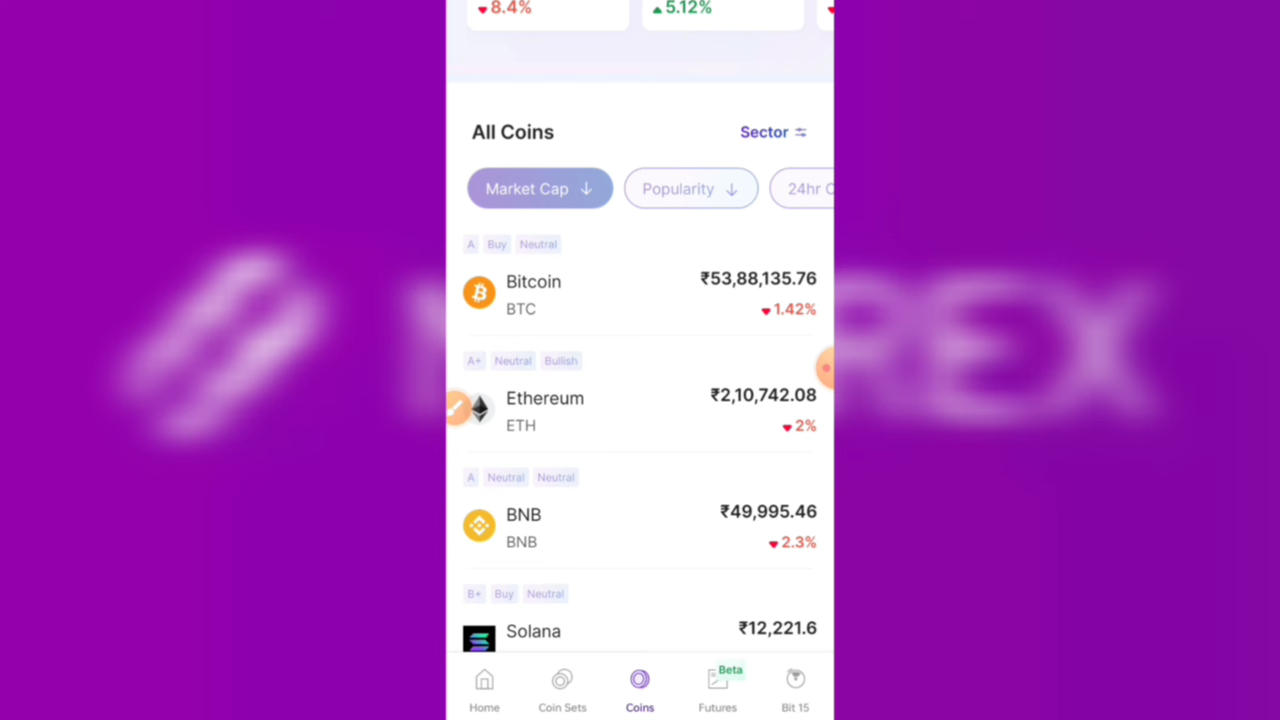 8.4%
5.12%
All Coins
Sector
Market Cap
Popularity
24hr
A Buy Neutral
Bitcoin
₹53,88,135.76
BTC
1.42%
A+ Neutral Bullish
Ethereum
₹2,10,742.08
ETH
2%
A Neutral Neutral
BNB
₹49,995.46
BNB
2.3%
B+ Buy Neutral
Solana
₹12,221.6
Beta
Home
Coin Sets
Coins
Futures
Bit 15